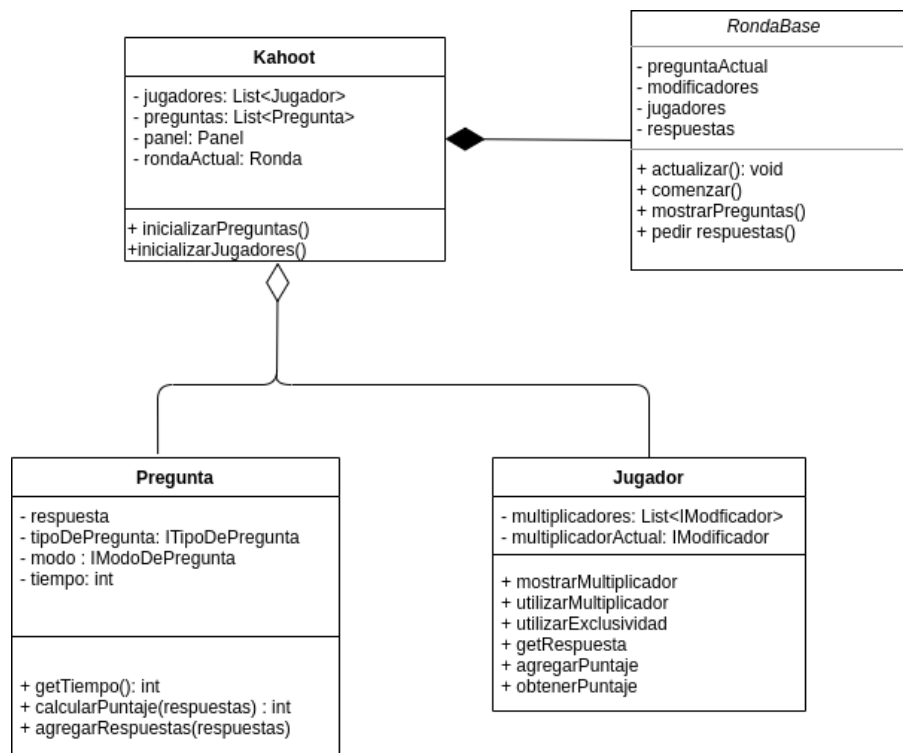 RondaBase
- preguntaActual
- modificadores
- jugadores
- respuestas
+ actualizar(): void
+ comenzar()
+ mostrarPreguntas()
+ pedir respuestas()
Kahoot
- jugadores: List<Jugador>
- preguntas: List<Pregunta>
- panel: Panel
- rondaActual: Ronda
+ inicializarPreguntas()
+inicializarJugadores()
Pregunta
- respuesta
- tipoDePregunta: ITipoDePregunta
- modo : IModoDePregunta
- tiempo: int
+ getTiempo(): int
+ calcularPuntaje(respuestas) : int
+ agregarRespuestas(respuestas)
Jugador
- multiplicadores: List<IModficador>
- multiplicadorActual: IModificador
+ mostrarMultiplicador
+ utilizarMultiplicador
+ utilizarExclusividad
+ getRespuesta
+ agregarPuntaje
+ obtenerPuntaje